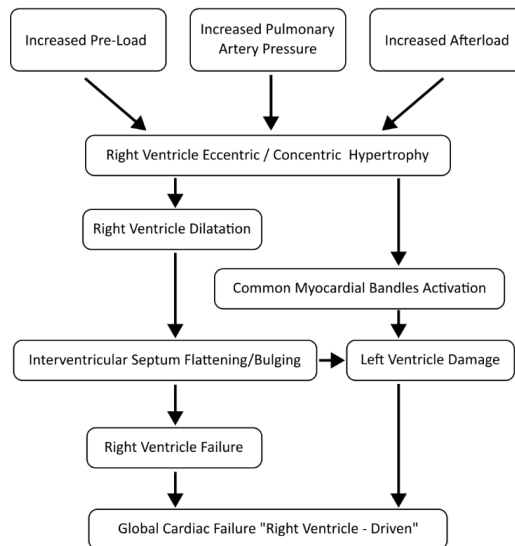 Increased Pre-Load
Increased Pulmonary
Artery Pressure
Increased Afterload
Right Ventricle Eccentric / Concentric Hypertrophy
Right Ventricle Dilatation
Common Myocardial Bandles Activation
Interventricular Septum Flattening/Bulging
Left Ventricle Damage
Right Ventricle Failure
Global Cardiac Failure "Right Ventricle - Driven"